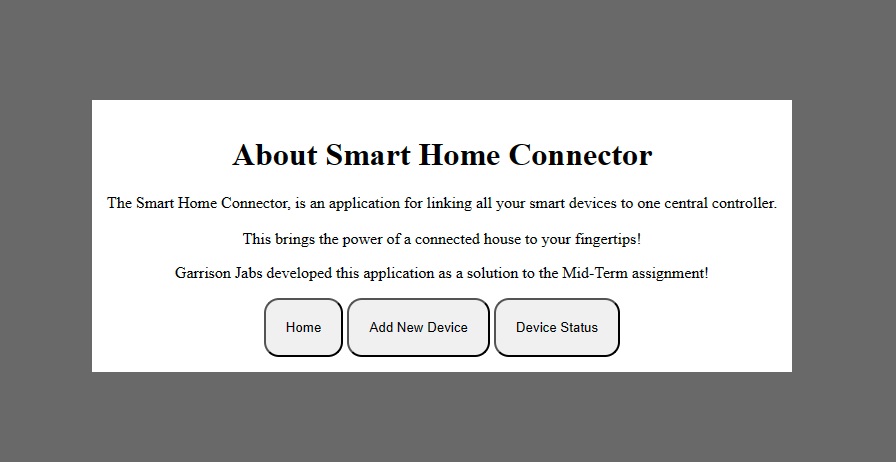 About Smart Home Connector
The Smart Home Connector, is an application for linking all your smart devices to one central controller.
This brings the power of a connected house to your fingertips!
Garrison Jabs developed this application as a solution to the Mid-Term assignment!
Home
Add New Device
Device Status